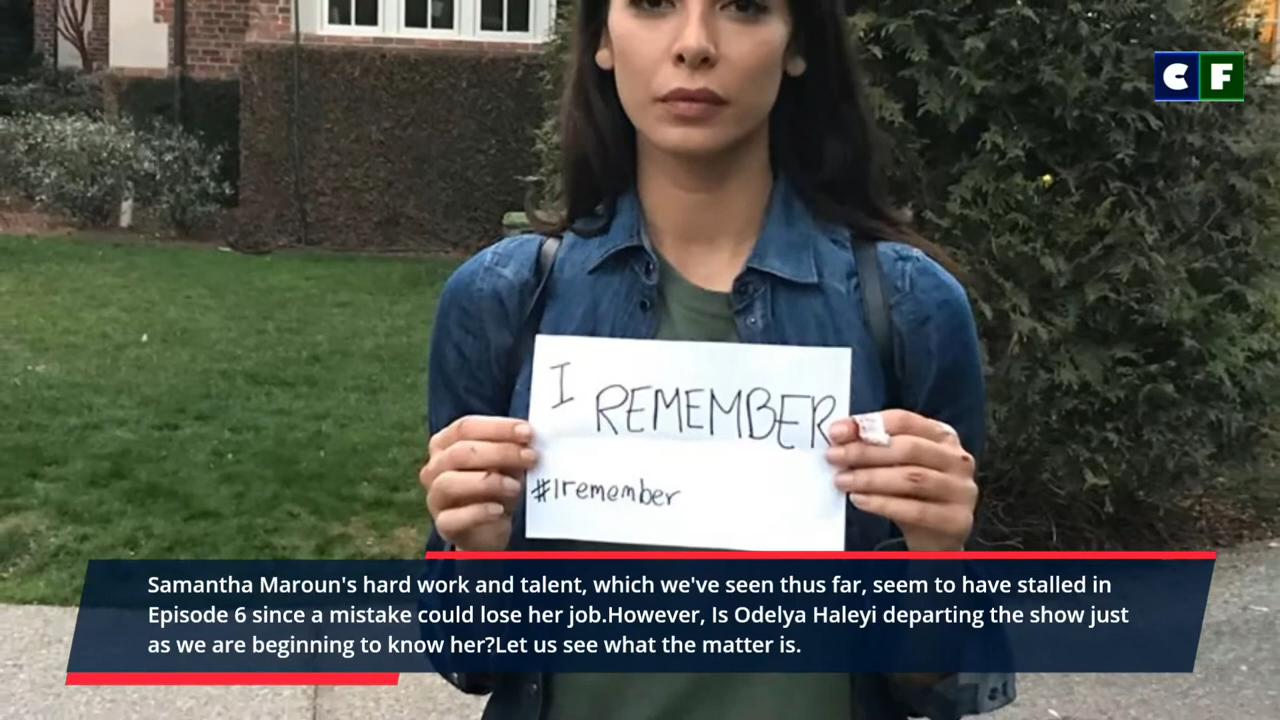 C F
I REMEMBER
#Iremember
Samantha Maroun's hard work and talent, which we've seen thus far, seem to have stalled in
Episode 6 since a mistake could lose her job.However, Is Odelya Haleyi departing the show just
as we are beginning to know her?Let us see what the matter is.